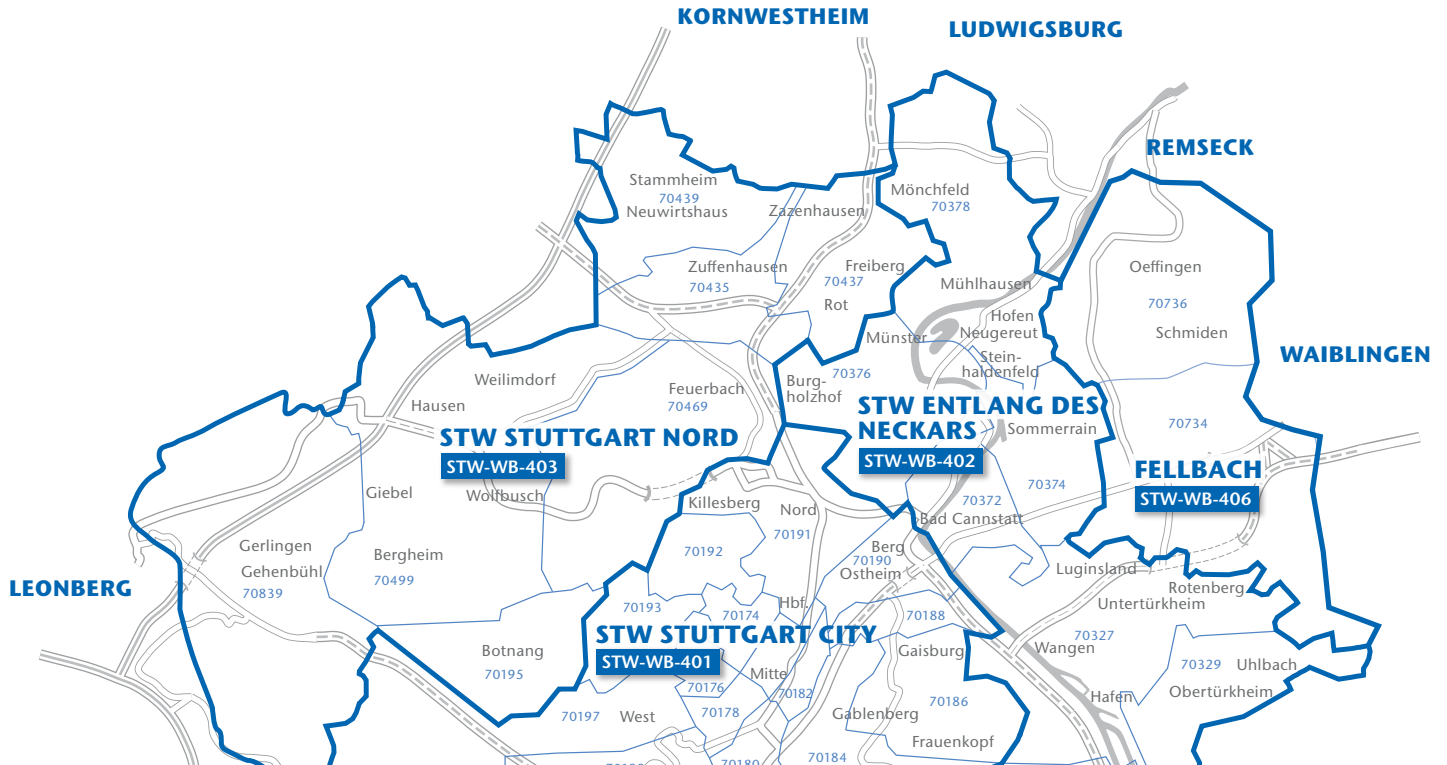 KORNWESTHEIM
LUDWIGSBURG
REMSECK
Stammheim
70439
Neuwirtshaus
Zazenhausen
Mönchfeld
70378
Zuffenhausen
70435
Freiberg
70437
Rot
Mühlhausen
Oeffingen
70736
Schmiden
Hofen
Neugereut
Münster
Stein-
haldenfeld
WAIBLINGEN
Weilimdorf
Hausen
Feuerbach
70469
Burg-
holzhof
70376
STW ENTLANG DES
NECKARS
STW-WB-402
Sommerrain
70734
STW STUTTGART NORD
STW-WB-403
Wolfbusch
Giebel
FELLBACH
STW-WB-406
70374
70372
Bad Cannstatt
Killesberg
Nord
70191
70192
Gerlingen
Gehenbühl
70839
Bergheim
70499
Berg
70190
Ostheim
Luginsland
Rotenberg
Untertürkheim
LEONBERG
70193
70174
Hbf.
70188
STW STUTTGART CITY
STW-WB-401
Botnang
70195
Gaisburg
Wangen
70327
70329
Uhlbach
Obertürkheim
Hafen
Mitte
70176
70182
70186
70197
West
70178
Gablenberg
Frauenkopf
70180
70184